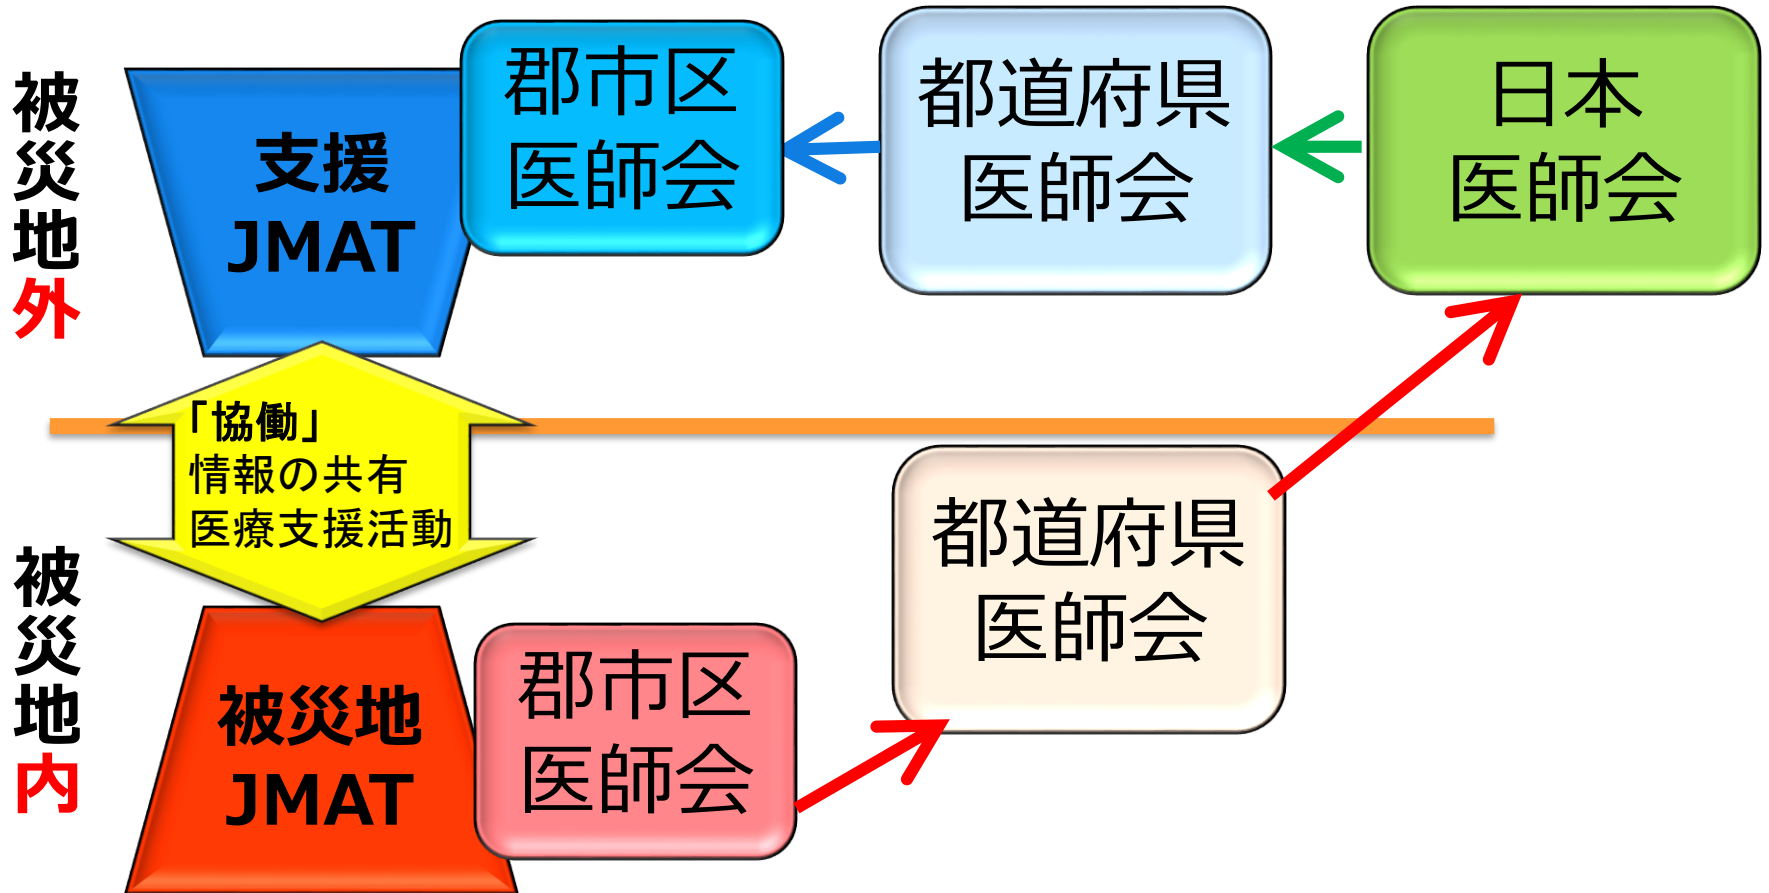 被災地外
支援
JMAT
郡市区
医師会
都道府県
医師会
日本
医師会
「協働」
情報の共有
医療支援活動
被災地内
被災地
JMAT
郡市区
医師会
都道府県
医師会